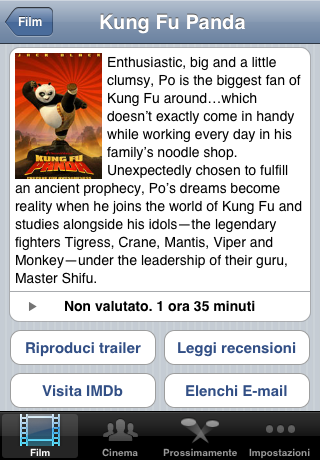 Film
Kung Fu Panda
JACK BLACK
KUNG FU
PANDA
Enthusiastic, big and a little
clumsy, Po is the biggest fan of
Kung Fu around…which
doesn't exactly come in handy
while working every day in his
family's noodle shop.
Unexpectedly chosen to fulfill
an ancient prophecy, Po's dreams become
reality when he joins the world of Kung Fu and
studies alongside his idols—the legendary
fighters Tigress, Crane, Mantis, Viper and
Monkey—under the leadership of their guru,
Master Shifu.
Non valutato. 1 ora 35 minuti
Riproduci trailer
Leggi recensioni
Visita IMDb
Elenchi E-mail
Film
Cinema
Prossimamente
Impostazioni